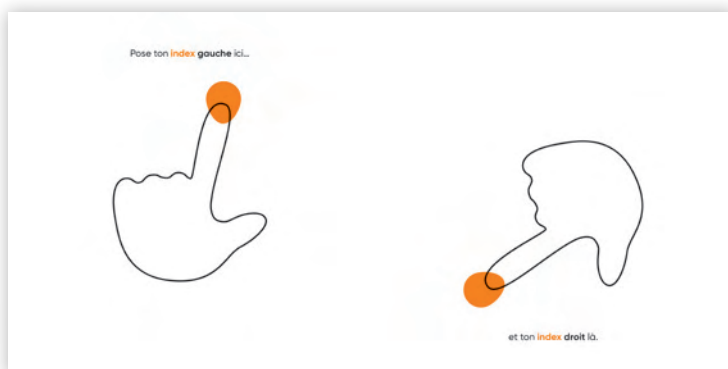 Pose ton index gauche ici...
et ton index droit là.